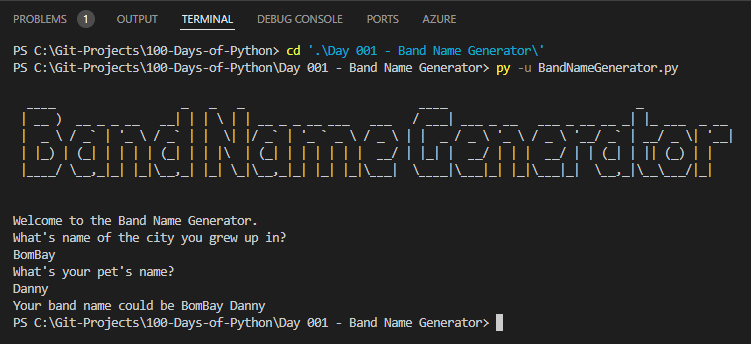 PROBLEMS 1 OUTPUT TERMINAL DEBUG CONSOLE PORTS AZURE
PS C:\Git-Projects\100-Days-of-Python> cd '.\Day 001 - Band Name Generator\'
PS C:\Git-Projects\100-Days-of-Python\Day 001 - Band Name Generator> py -u BandNameGenerator.py
Band Name Generator
Welcome to the Band Name Generator.
What's name of the city you grew up in?
BomBay
What's your pet's name?
Danny
Your band name could be BomBay Danny
PS C:\Git-Projects\100-Days-of-Python\Day 001 - Band Name Generator>